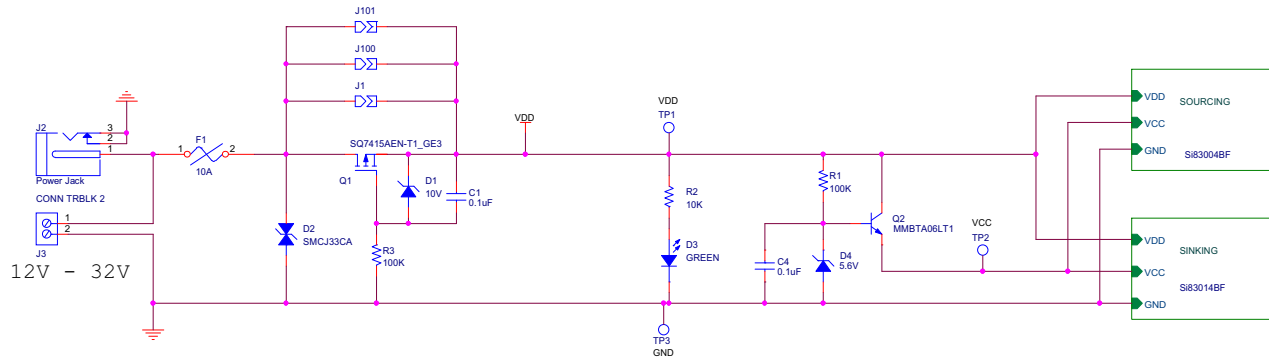 J101
J100
J1
J2
3
2
1
Power Jack
CONN TRBLK 2
1
2
J3
12V - 32V
F1
1
2
10A
SQ7415AEN-T1_GE3
Q1
D1
10V
C1
0.1uF
D2
SMCJ33CA
R3
100K
VDD
VDD
TP1
R2
10K
D3
GREEN
TP3
GND
R1
100K
C4
0.1uF
D4
5.6V
Q2
MMBTA06LT1
VCC
TP2
VDD
SOURCING
VCC
GND
Si83004BF
VDD
SINKING
VCC
Si83014BF
GND